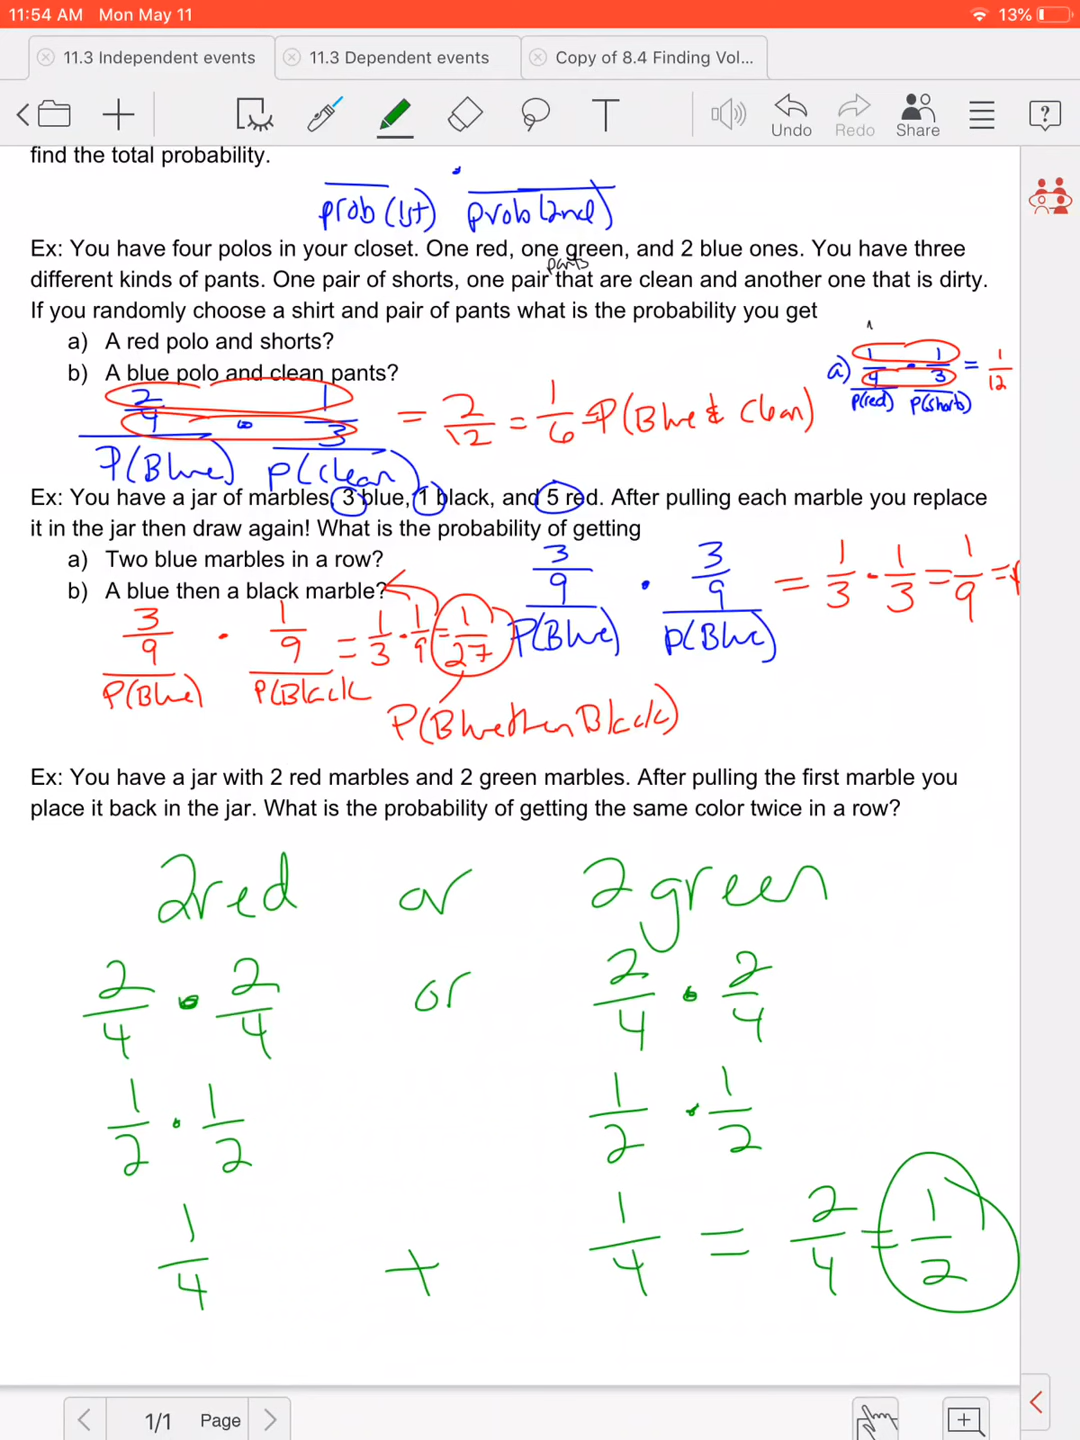 11:54 AM Mon May 11
13%
11.3 Independent events
11.3 Dependent events
Copy of 8.4 Finding Vol...
T
Undo
Redo
Share
?
find the total probability.
prob (1st) · prob (2nd)
Ex: You have four polos in your closet. One red, one green, and 2 blue ones. You have three
pants
different kinds of pants. One pair of shorts, one pair that are clean and another one that is dirty.
If you randomly choose a shirt and pair of pants what is the probability you get
a) A red polo and shorts?
a) 1/4 · 1/3 = 1/12
P(red) P(shorts)
b) A blue polo and clean pants?
2/4 · 1/3 = 2/12 = 1/6 = P(Blue & Clean)
P(Blue) P(clean)
Ex: You have a jar of marbles, 3 blue, 1 black, and 5 red. After pulling each marble you replace
it in the jar then draw again! What is the probability of getting
a) Two blue marbles in a row?
3/9 · 3/9 = 1/3 · 1/3 = 1/9 =
P(Blue) P(Blue)
b) A blue then a black marble?
3/9 · 1/9 = 1/3 · 1/9 = 1/27
P(Blue) P(Black
P(Blue then Black)
Ex: You have a jar with 2 red marbles and 2 green marbles. After pulling the first marble you
place it back in the jar. What is the probability of getting the same color twice in a row?
2red or 2green
2/4 · 2/4 or 2/4 · 2/4
1/2 · 1/2 1/2 · 1/2
1/4 + 1/4 = 2/4 = 1/2
1/1 Page